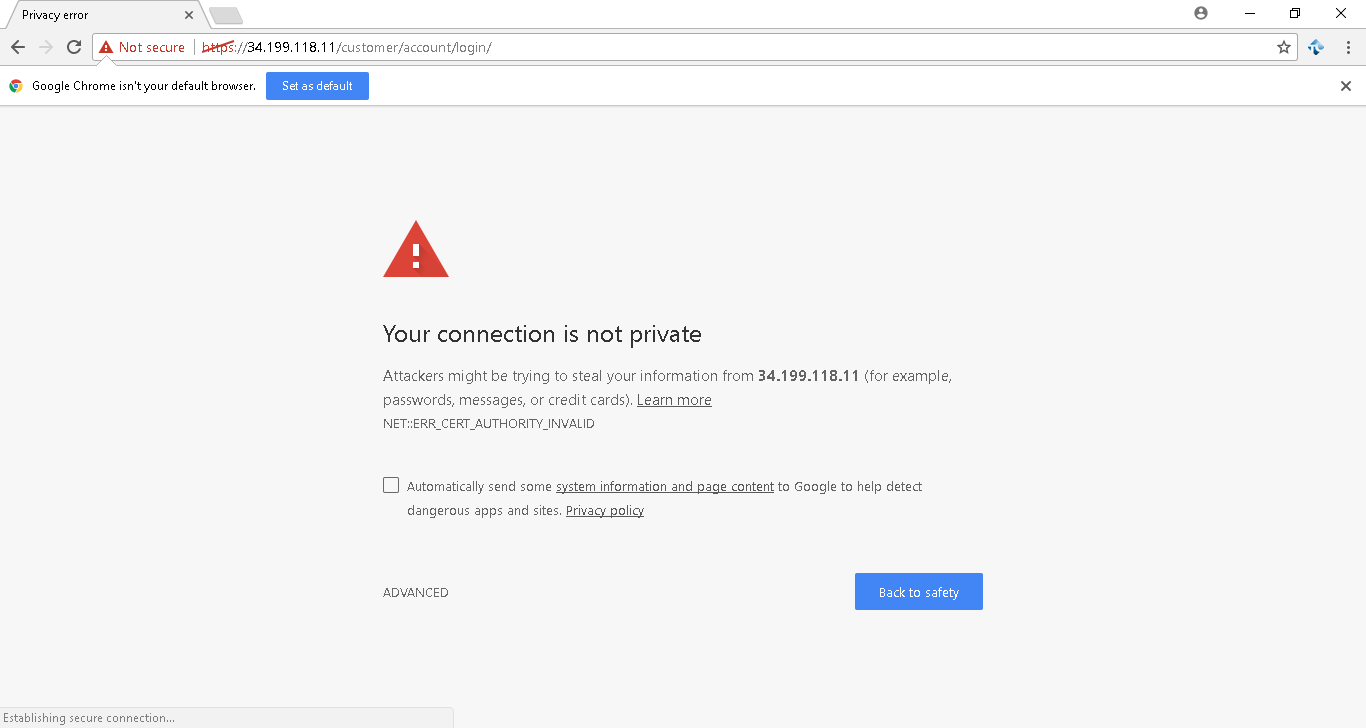 Privacy error
Not secure https://34.199.118.11/customer/account/login/
Google Chrome isn't your default browser. Set as default
Your connection is not private
Attackers might be trying to steal your information from 34.199.118.11 (for example,
passwords, messages, or credit cards). Learn more
NET::ERR_CERT_AUTHORITY_INVALID
Automatically send some system information and page content to Google to help detect
dangerous apps and sites. Privacy policy
ADVANCED
Back to safety
Establishing secure connection...